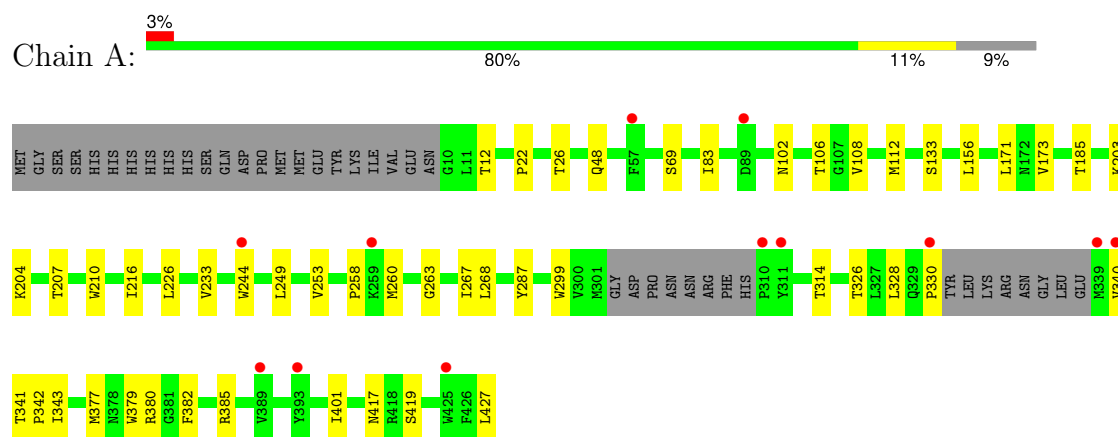 3%
Chain A:
80% 11% 9%
MET GLY SER SER HIS HIS HIS HIS HIS HIS SER GLN ASP PRO MET MET GLU TYR LYS ILE VAL GLU ASN G10 L11 T12 P22 T26 Q48 F57 S69 I83 D89 N102 T106 G107 V108 M112 S133 L156 L171 N172 V173 T185 K203
K204 T207 W210 I216 L226 V233 W244 L249 V253 P258 K259 M260 G263 I267 L268 Y287 W299 V300 M301 GLY ASP PRO ASN ASN ARG PHE HIS P310 Y311 T314 T326 L327 L328 Q329 P330 TYR LEU LYS ARG ASN GLY LEU GLU M339
T341 P342 I343 M377 N378 W379 R380 G381 F382 R385 V389 Y393 I401 N417 R418 S419 W425 F426 L427